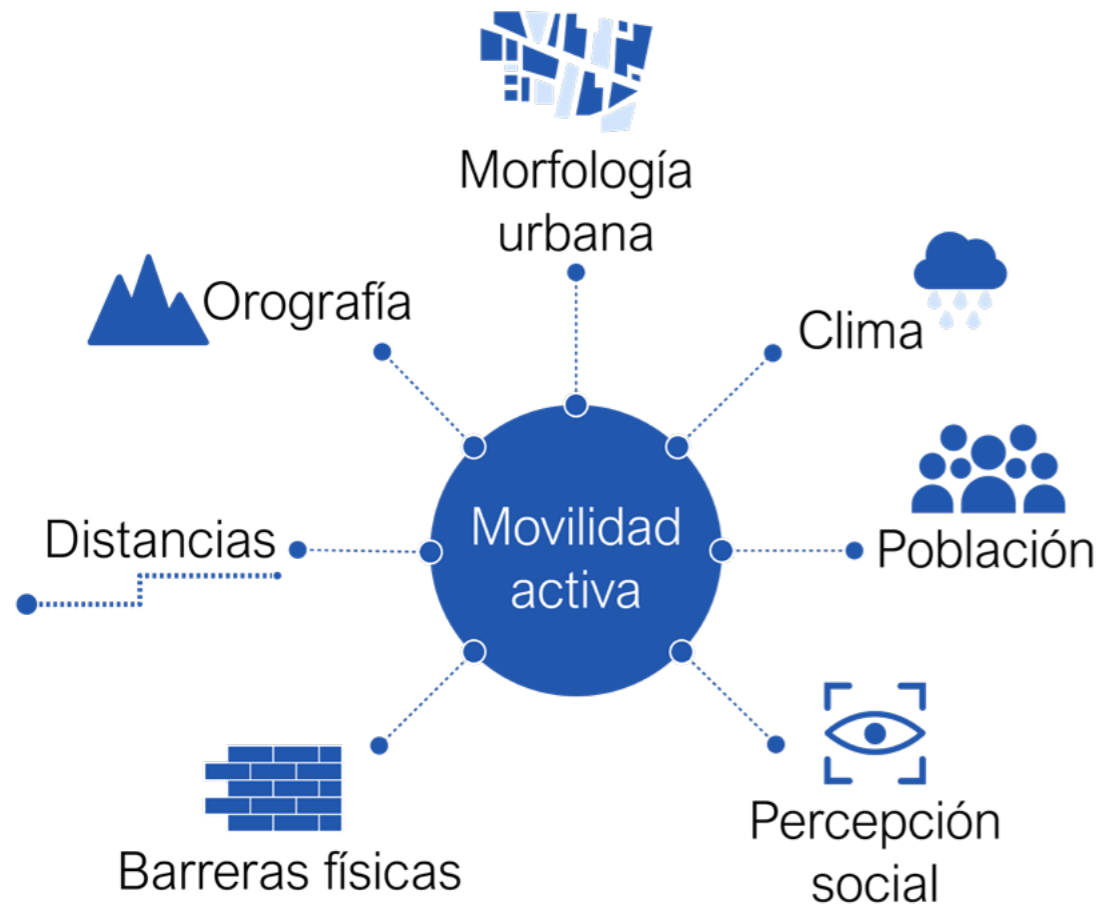 Morfología
urbana
Orografía
Clima
Distancias
Movilidad
activa
Población
Barreras físicas
Percepción
social